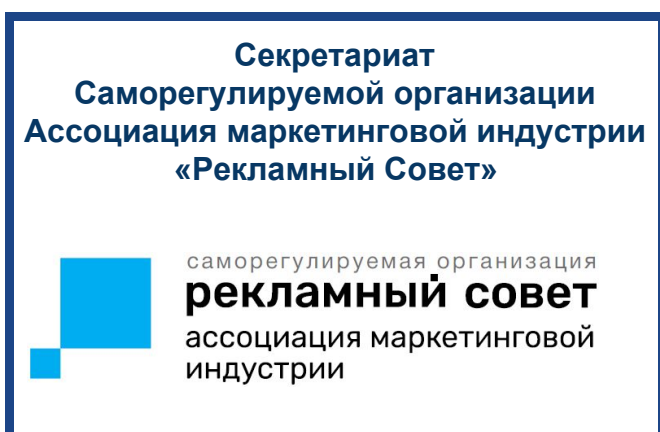 Секретариат
Саморегулируемой организации
Ассоциация маркетинговой индустрии
«Рекламный Совет»
саморегулируемая организация
рекламный совет
ассоциация маркетинговой
индустрии